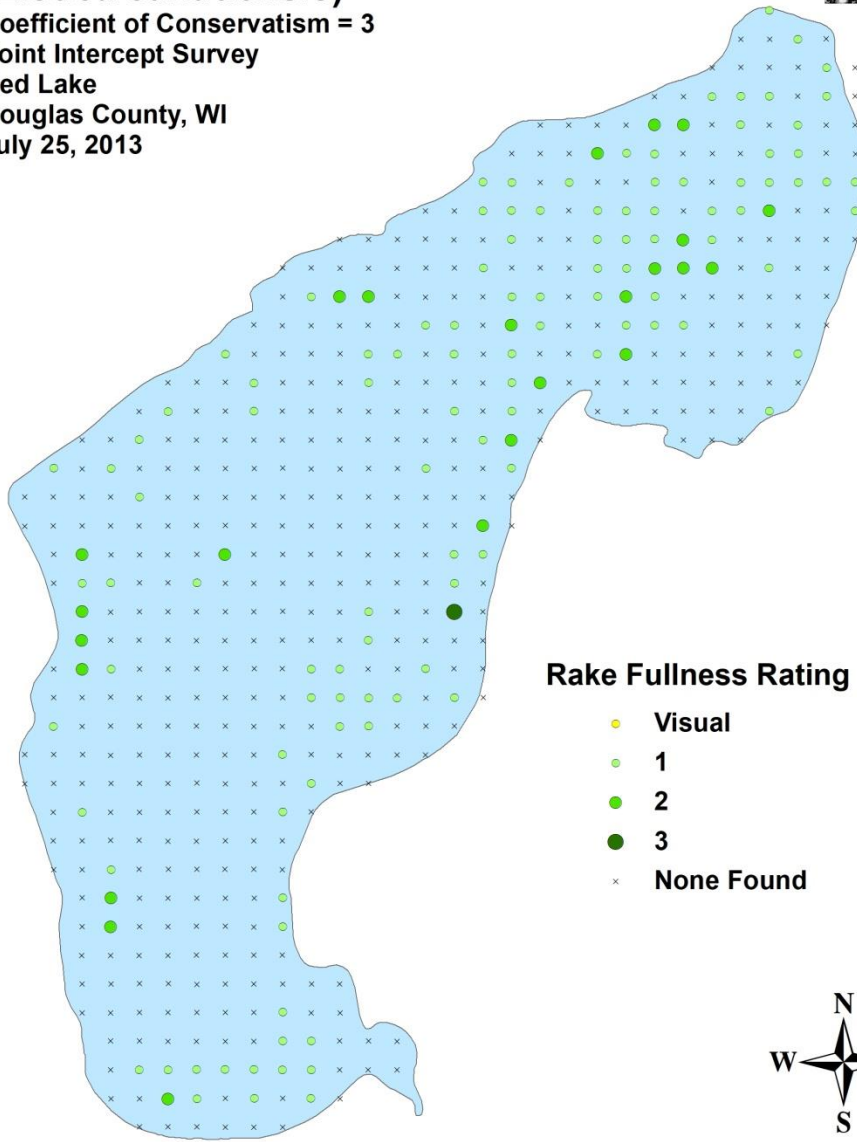 oefficient of Conservatism = 3
oint Intercept Survey
ed Lake
ouglas County, WI
uly 25, 2013
Rake Fullness Rating
Visual
1
2
3
None Found
N
W
S